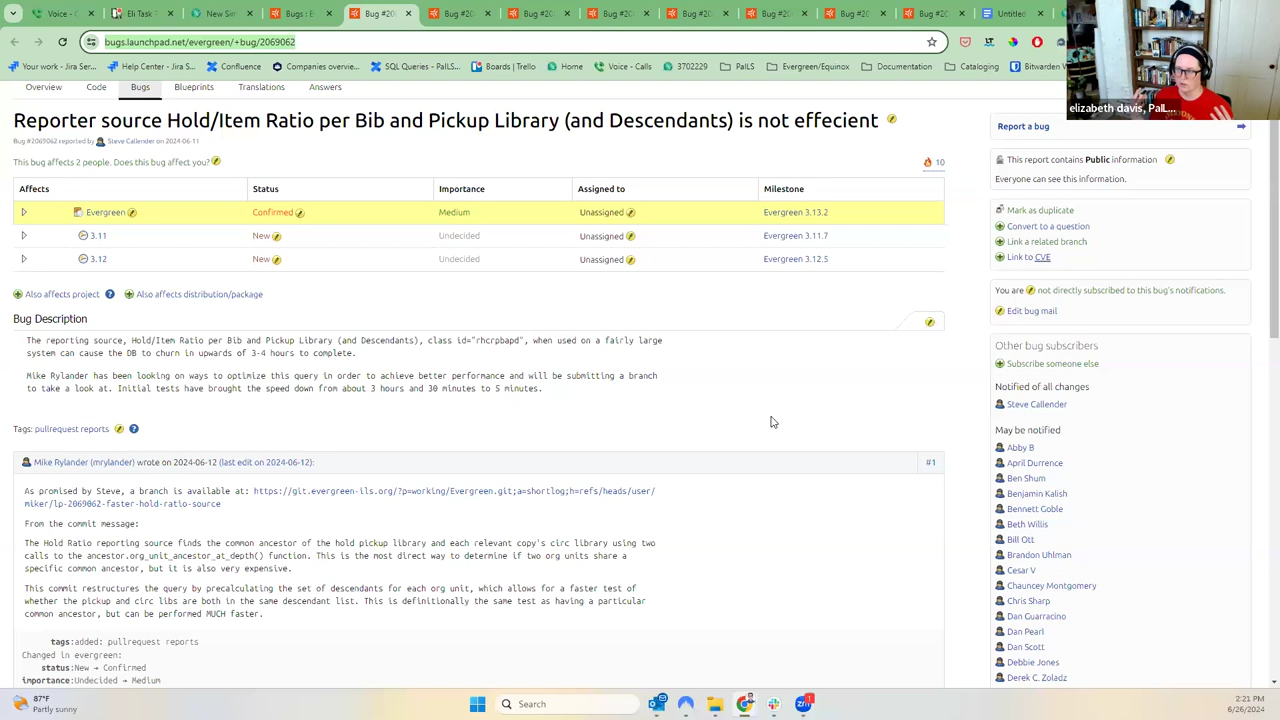 Voice - C
Eli Task
New Sir
Bugs : E
Bug #20
Bug #20
Bug #20
Bug #20
Bug #20
Bug #20
Bug #20
Bug #20
Untitled
bugs.launchpad.net/evergreen/+bug/2069062
Your work - Jira Ser...
Help Center - Jira S...
Confluence
Companies overvie...
SQL Queries - PaILS...
Boards | Trello
Home
Voice - Calls
3702229
PaILS
Evergreen/Equinox
Documentation
Cataloging
Bitwarden
elizabeth davis, PaIL...
Overview
Code
Bugs
Blueprints
Translations
Answers
Reporter source Hold/Item Ratio per Bib and Pickup Library (and Descendants) is not effecient
Bug #2069062 reported by Steve Callender on 2024-06-11
This bug affects 2 people. Does this bug affect you?
10
Affects Status Importance Assigned to Milestone
Evergreen Confirmed Medium Unassigned Evergreen 3.13.2
3.11 New Undecided Unassigned Evergreen 3.11.7
3.12 New Undecided Unassigned Evergreen 3.12.5
Also affects project Also affects distribution/package
Bug Description
The reporting source, Hold/Item Ratio per Bib and Pickup Library (and Descendants), class id="rhcrpbapd", when used on a fairly large
system can cause the DB to churn in upwards of 3-4 hours to complete.
Mike Rylander has been looking on ways to optimize this query in order to achieve better performance and will be submitting a branch
to take a look at. Initial tests have brought the speed down from about 3 hours and 30 minutes to 5 minutes.
Tags: pullrequest reports
Mike Rylander (mrylander) wrote on 2024-06-12 (last edit on 2024-06-12): #1
As promised by Steve, a branch is available at: https://git.evergreen-ils.org/?p=working/Evergreen.git;a=shortlog;h=refs/heads/user/
miker/lp-2069062-faster-hold-ratio-source
From the commit message:
The Hold Ratio reporting source finds the common ancestor of the hold pickup library and each relevant copy's circ library using two
calls to the ancestor.org_unit_ancestor_at_depth() function. This is the most direct way to determine if two org units share a
specific common ancestor, but it is also very expensive.
This commit restructures the query by precalculating the set of descendants for each org unit, which allows for a faster test of
whether the pickup and circ libs are both in the same descendant list. This is definitionally the same test as having a particular
common ancestor, but can be performed MUCH faster.
tags:added: pullrequest reports
Changed in evergreen:
status:New → Confirmed
importance:Undecided → Medium
Report a bug
This report contains Public information
Everyone can see this information.
Mark as duplicate
Convert to a question
Link a related branch
Link to CVE
You are not directly subscribed to this bug's notifications.
Edit bug mail
Other bug subscribers
Subscribe someone else
Notified of all changes
Steve Callender
May be notified
Abby B
April Durrence
Ben Shum
Benjamin Kalish
Bennett Goble
Beth Willis
Bill Ott
Brandon Uhlman
Cesar V
Chauncey Montgomery
Chris Sharp
Dan Guarracino
Dan Pearl
Dan Scott
Debbie Jones
Derek C. Zoladz
87°F
Partly sunny
Search
2:21 PM
6/26/2024